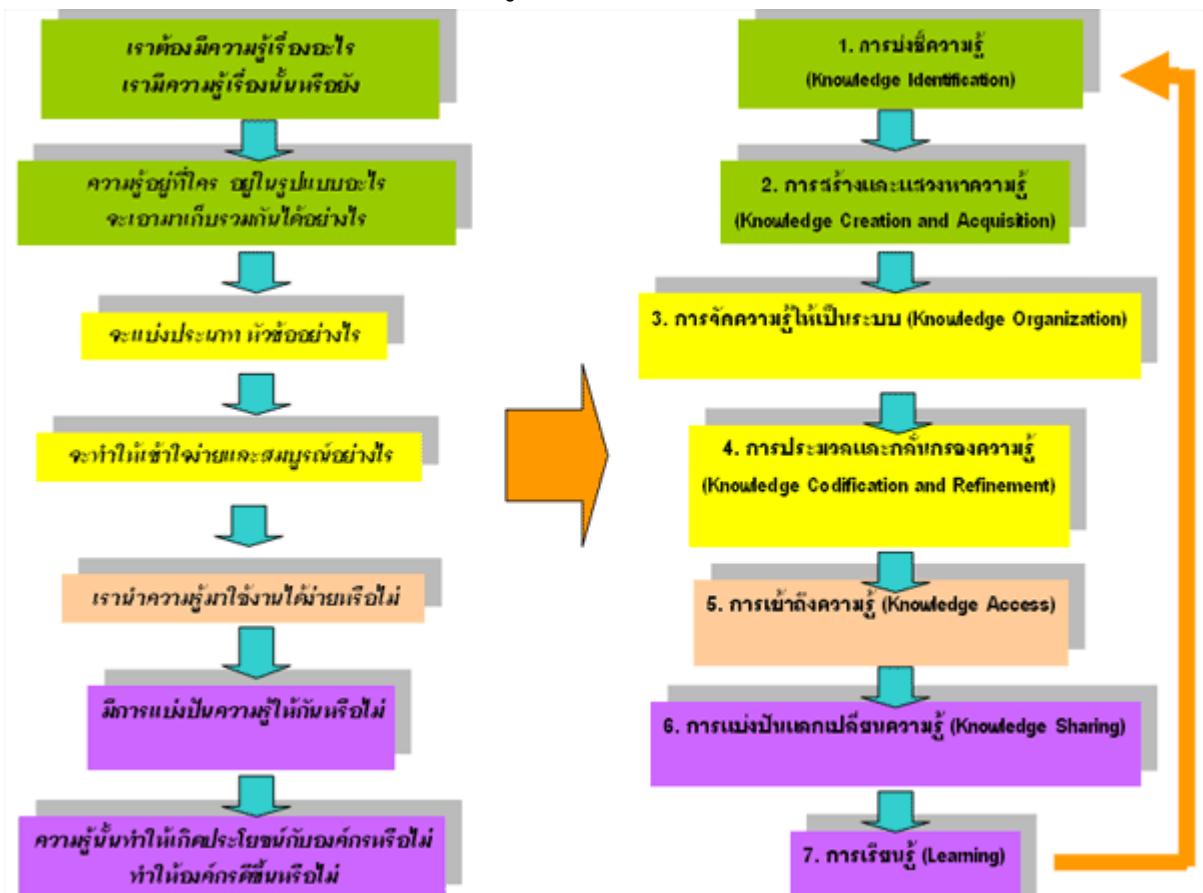 เราต้องมีความรู้เรื่องอะไร
เรามีความรู้เรื่องนั้นหรือยัง
ความรู้อยู่ที่ใคร อยู่ในรูปแบบอะไร
จะเอามาเก็บรวมกันได้อย่างไร
จะแบ่งประเภท หัวข้ออย่างไร
จะทำให้เข้าใจง่ายและสมบูรณ์อย่างไร
เรานำความรู้มาใช้งานได้ง่ายหรือไม่
มีการแบ่งปันความรู้ให้กันหรือไม่
ความรู้นั้นทำให้เกิดประโยชน์กับองค์กรหรือไม่
ทำให้องค์กรดีขึ้นหรือไม่
1. การบ่งชี้ความรู้
(Knowledge Identification)
2. การสร้างและแสวงหาความรู้
(Knowledge Creation and Acquisition)
3. การจัดความรู้ให้เป็นระบบ (Knowledge Organization)
4. การประมวลและกลั่นกรองความรู้
(Knowledge Codification and Refinement)
5. การเข้าถึงความรู้ (Knowledge Access)
6. การแบ่งปันแลกเปลี่ยนความรู้ (Knowledge Sharing)
7. การเรียนรู้ (Learning)